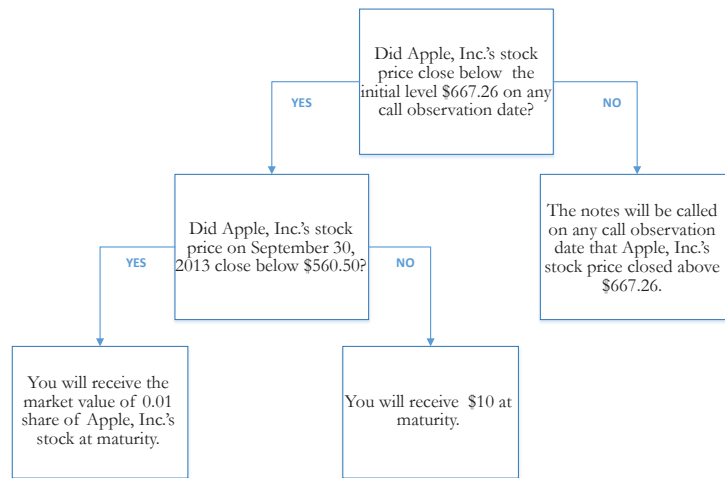 Did Apple, Inc.'s stock
price close below the
initial level $667.26 on any
call observation date?
YES
NO
Did Apple, Inc.'s stock
price on September 30,
2013 close below $560.50?
The notes will be called
on any call observation
date that Apple, Inc.'s
stock price closed above
$667.26.
YES
NO
You will receive the
market value of 0.01
share of Apple, Inc.'s
stock at maturity.
You will receive $10 at
maturity.